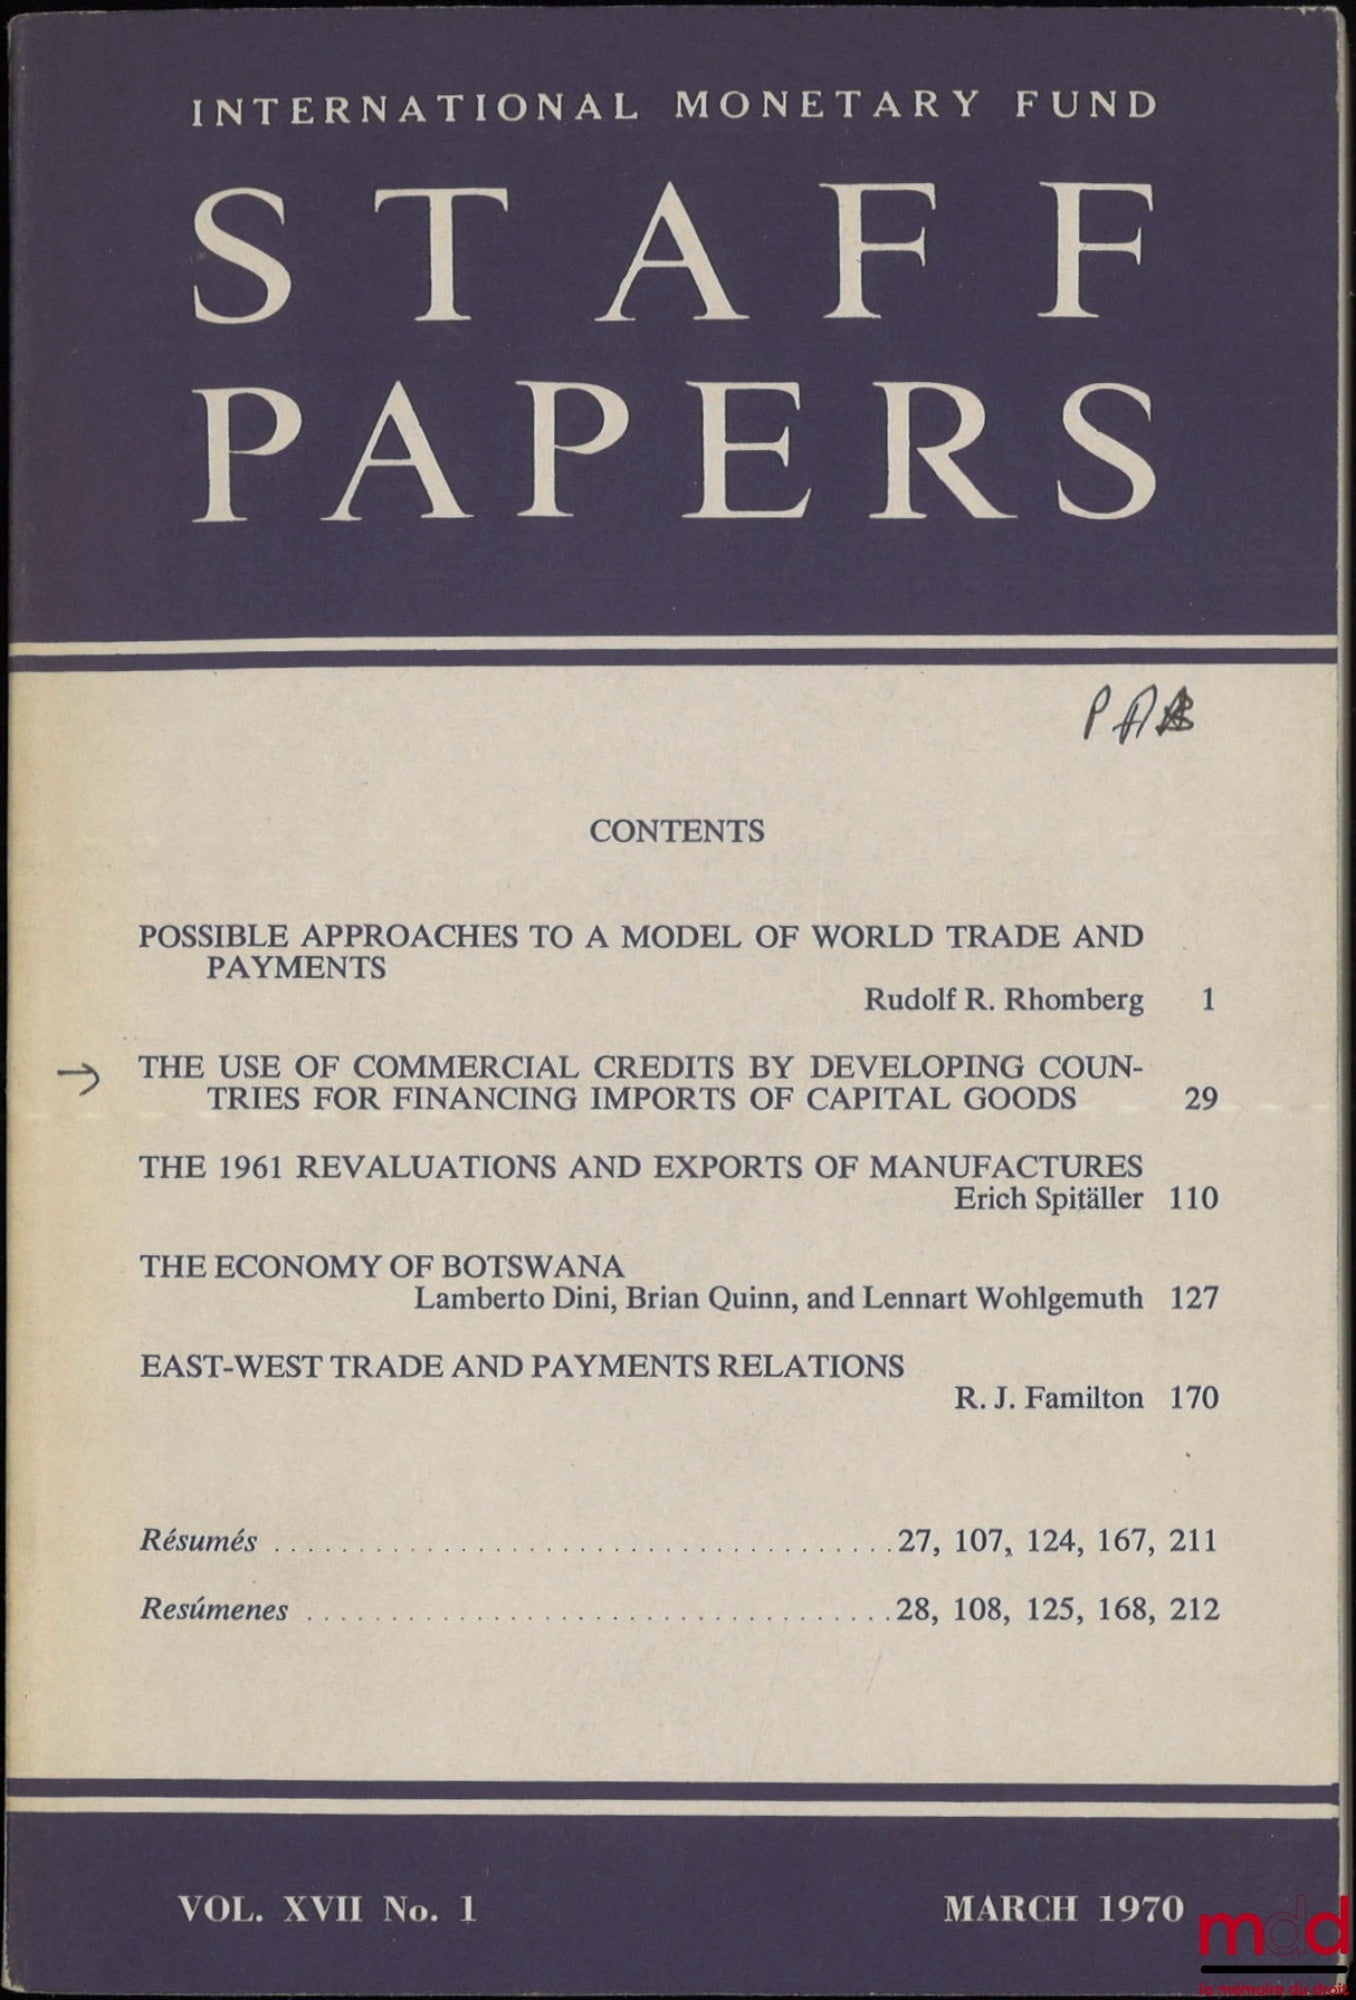 INTERNATIONAL MONETARY FUND
STAFF
PAPERS
CONTENTS
POSSIBLE APPROACHES TO A MODEL OF WORLD TRADE AND
PAYMENTS
Rudolf R. Rhomberg 1
THE USE OF COMMERCIAL CREDITS BY DEVELOPING COUN-
TRIES FOR FINANCING IMPORTS OF CAPITAL GOODS 29
THE 1961 REVALUATIONS AND EXPORTS OF MANUFACTURES
Erich Spitäller 110
THE ECONOMY OF BOTSWANA
Lamberto Dini, Brian Quinn, and Lennart Wohlgemuth 127
EAST-WEST TRADE AND PAYMENTS RELATIONS
R. J. Familton 170
Résumés ..................................... 27, 107, 124, 167, 211
Resúmenes ................................... 28, 108, 125, 168, 212
VOL. XVII No. 1 MARCH 1970
mdd
la mémoire du droit